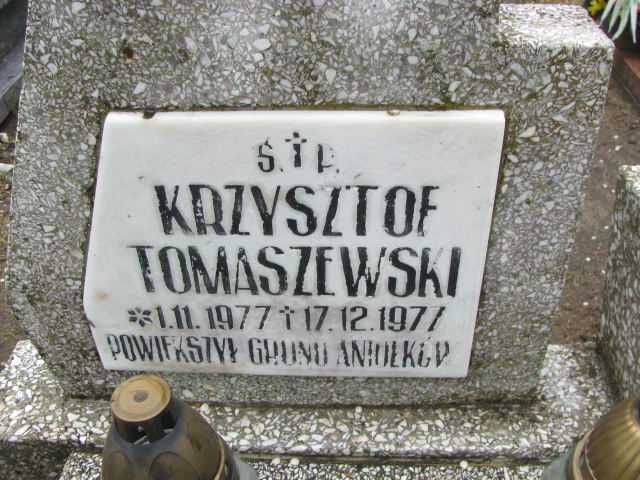 Ś.†P.
KRZYSZTOF
TOMASZEWSKI
*1.11.1977 †17.12.1977
POWIĘKSZYŁ GRONO ANIOŁKÓW